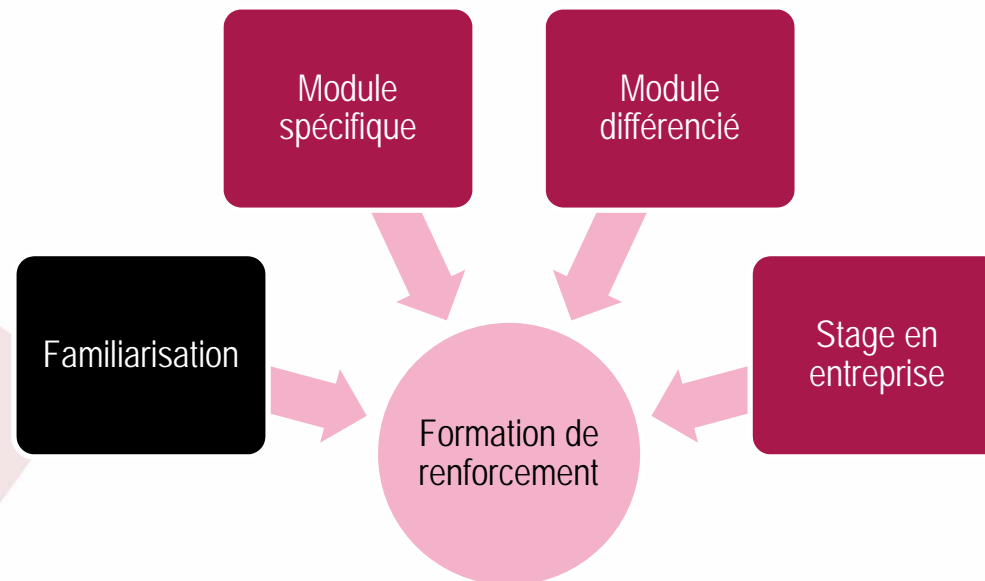 Module
spécifique
Module
différencié
Familiarisation
Stage en
entreprise
Formation de
renforcement